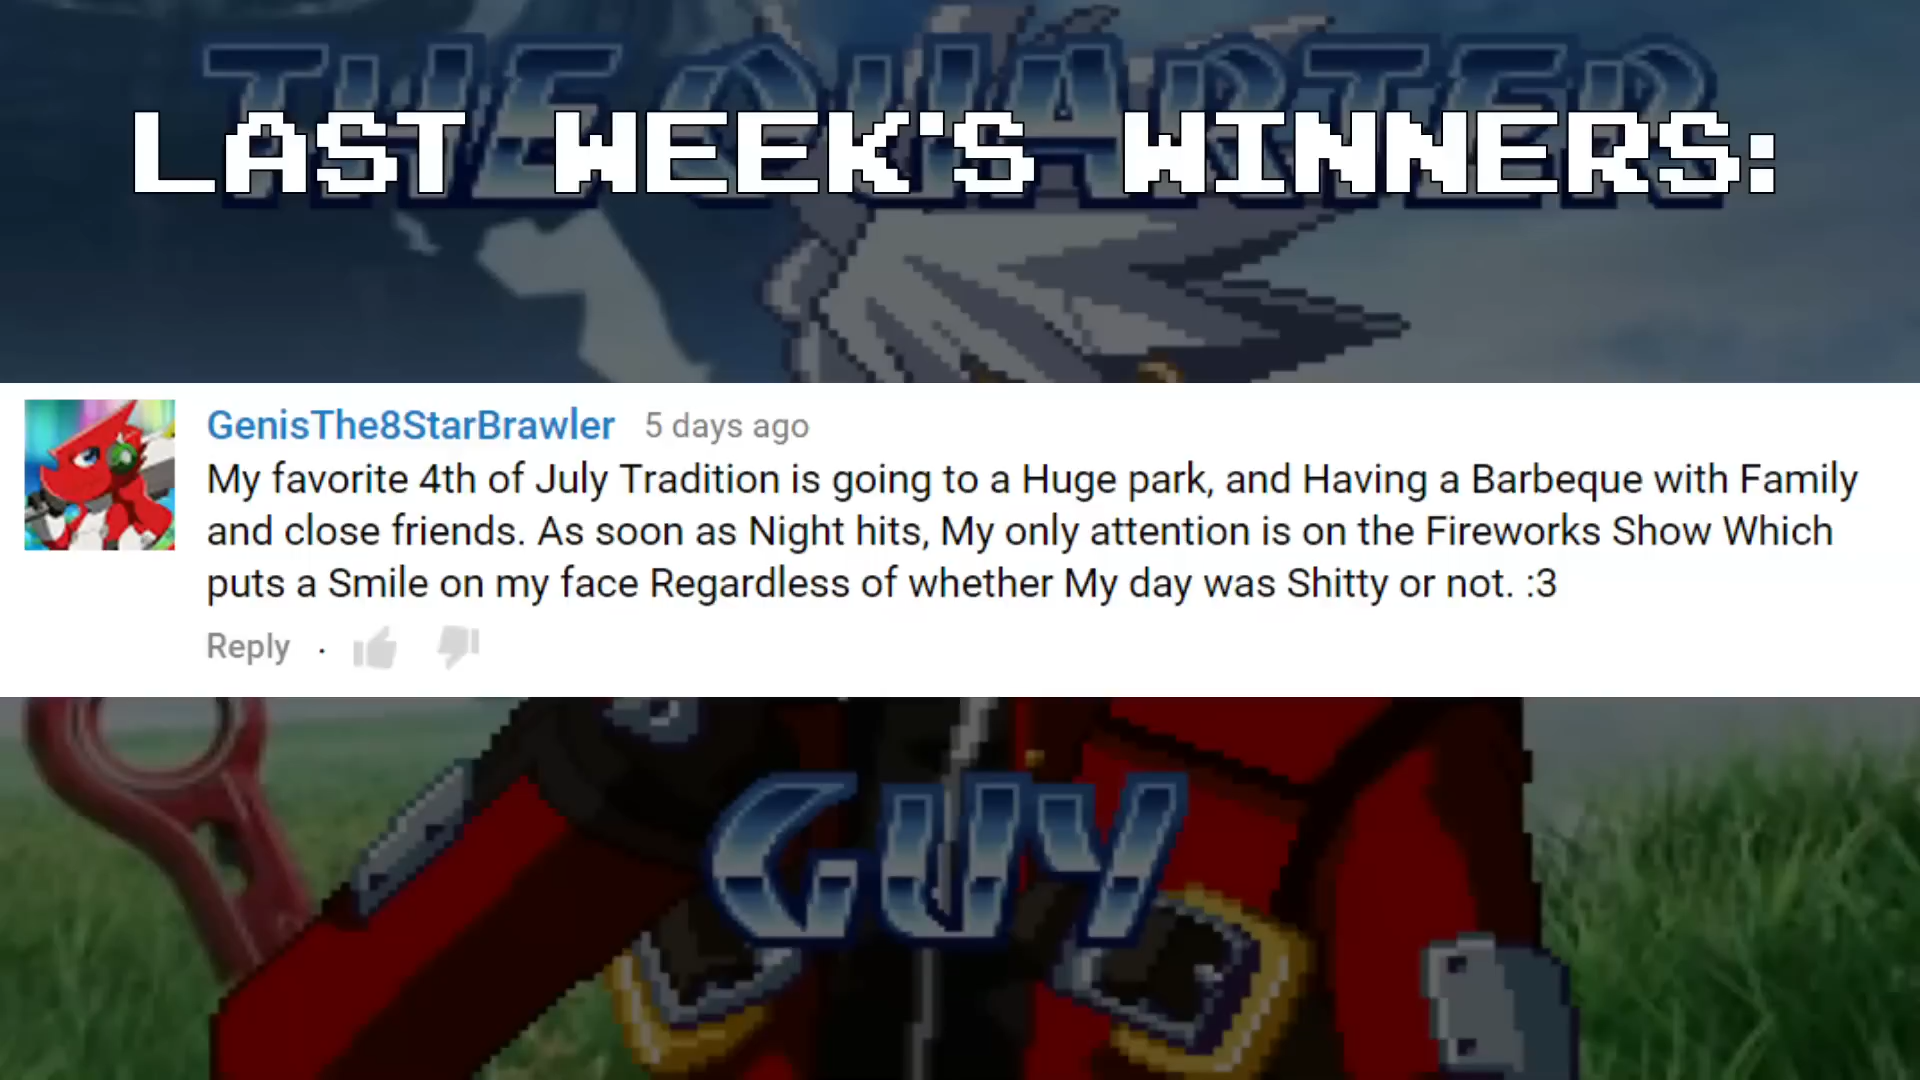 THE QUARTER
LAST WEEK'S WINNERS:
GenisThe8StarBrawler 5 days ago
My favorite 4th of July Tradition is going to a Huge park, and Having a Barbeque with Family
and close friends. As soon as Night hits, My only attention is on the Fireworks Show Which
puts a Smile on my face Regardless of whether My day was Shitty or not. :3
Reply ·
GUY